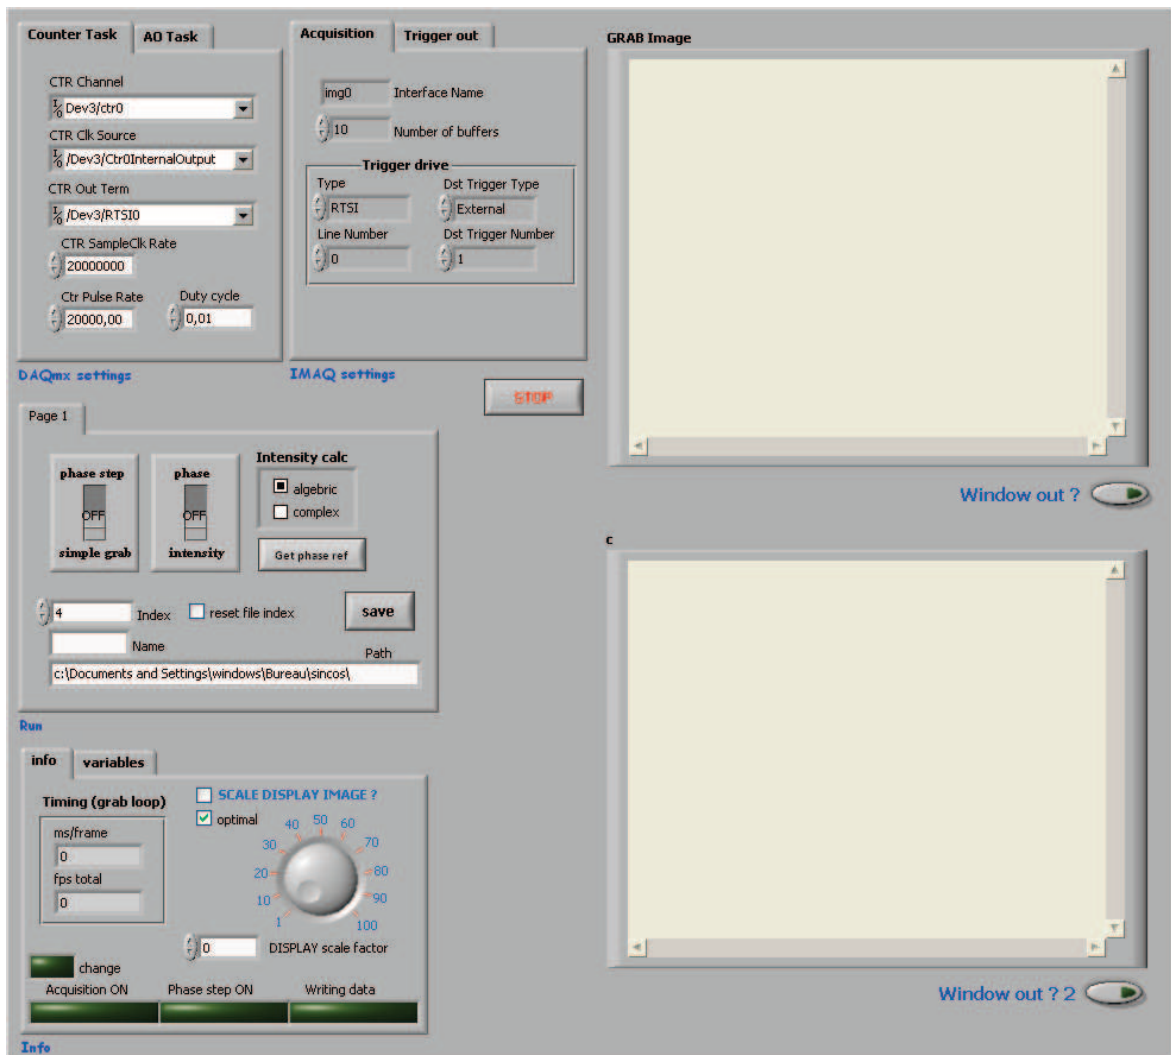 Counter Task
AO Task
CTR Channel
Dev3/ctr0
CTR Clk Source
/Dev3/Ctr0InternalOutput
CTR Out Term
/Dev3/RTSI0
CTR SampleClk Rate
20000000
Ctr Pulse Rate
Duty cycle
20000,00
0,01
DAQmx settings
Acquisition
Trigger out
img0
Interface Name
10
Number of buffers
Trigger drive
Type
Dst Trigger Type
RTSI
External
Line Number
Dst Trigger Number
0
1
IMAQ settings
STOP
GRAB Image
Window out ?
Page 1
phase step
OFF
simple grab
phase
OFF
intensity
Intensity calc
algebric
complex
Get phase ref
4
Index
reset file index
save
Name
Path
c:\Documents and Settings\windows\Bureau\sincos\
Run
c
Window out ? 2
info
variables
Timing (grab loop)
ms/frame
0
fps total
0
SCALE DISPLAY IMAGE ?
optimal
1
10
20
30
40
50
60
70
80
90
100
0
DISPLAY scale factor
change
Acquisition ON
Phase step ON
Writing data
Info